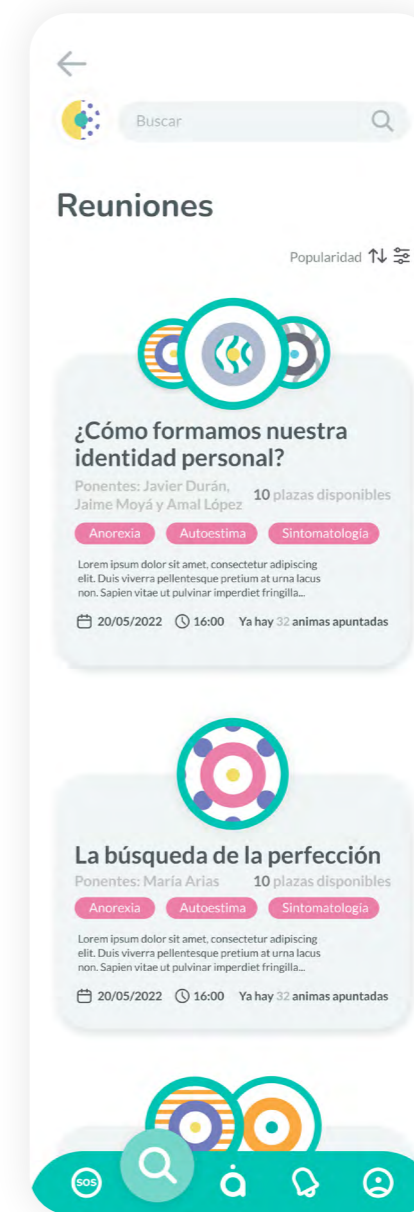 Buscar
Reuniones
Popularidad
¿Cómo formamos nuestra
identidad personal?
Ponentes: Javier Durán,
Jaime Moyá y Amal López
10 plazas disponibles
Anorexia Autoestima Sintomatología
Lorem ipsum dolor sit amet, consectetur adipiscing
elit. Duis viverra pellentesque pretium at urna lacus
non. Sapien vitae ut pulvinar imperdiet fringilla...
20/05/2022 16:00 Ya hay 32 animas apuntadas
La búsqueda de la perfección
Ponentes: María Arias 10 plazas disponibles
Anorexia Autoestima Sintomatología
Lorem ipsum dolor sit amet, consectetur adipiscing
elit. Duis viverra pellentesque pretium at urna lacus
non. Sapien vitae ut pulvinar imperdiet fringilla...
20/05/2022 16:00 Ya hay 32 animas apuntadas
SOS